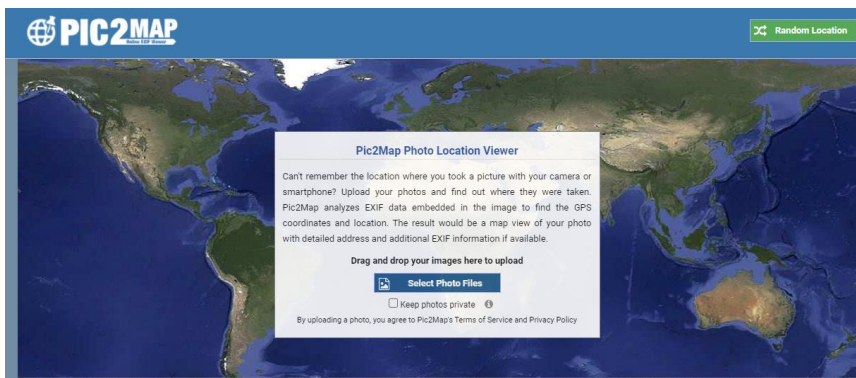 PIC2MAP
Online EXIF Viewer
Random Location
Pic2Map Photo Location Viewer
Can't remember the location where you took a picture with your camera or
smartphone? Upload your photos and find out where they were taken.
Pic2Map analyzes EXIF data embedded in the image to find the GPS
coordinates and location. The result would be a map view of your photo
with detailed address and additional EXIF information if available.
Drag and drop your images here to upload
Select Photo Files
Keep photos private
By uploading a photo, you agree to Pic2Map's Terms of Service and Privacy Policy